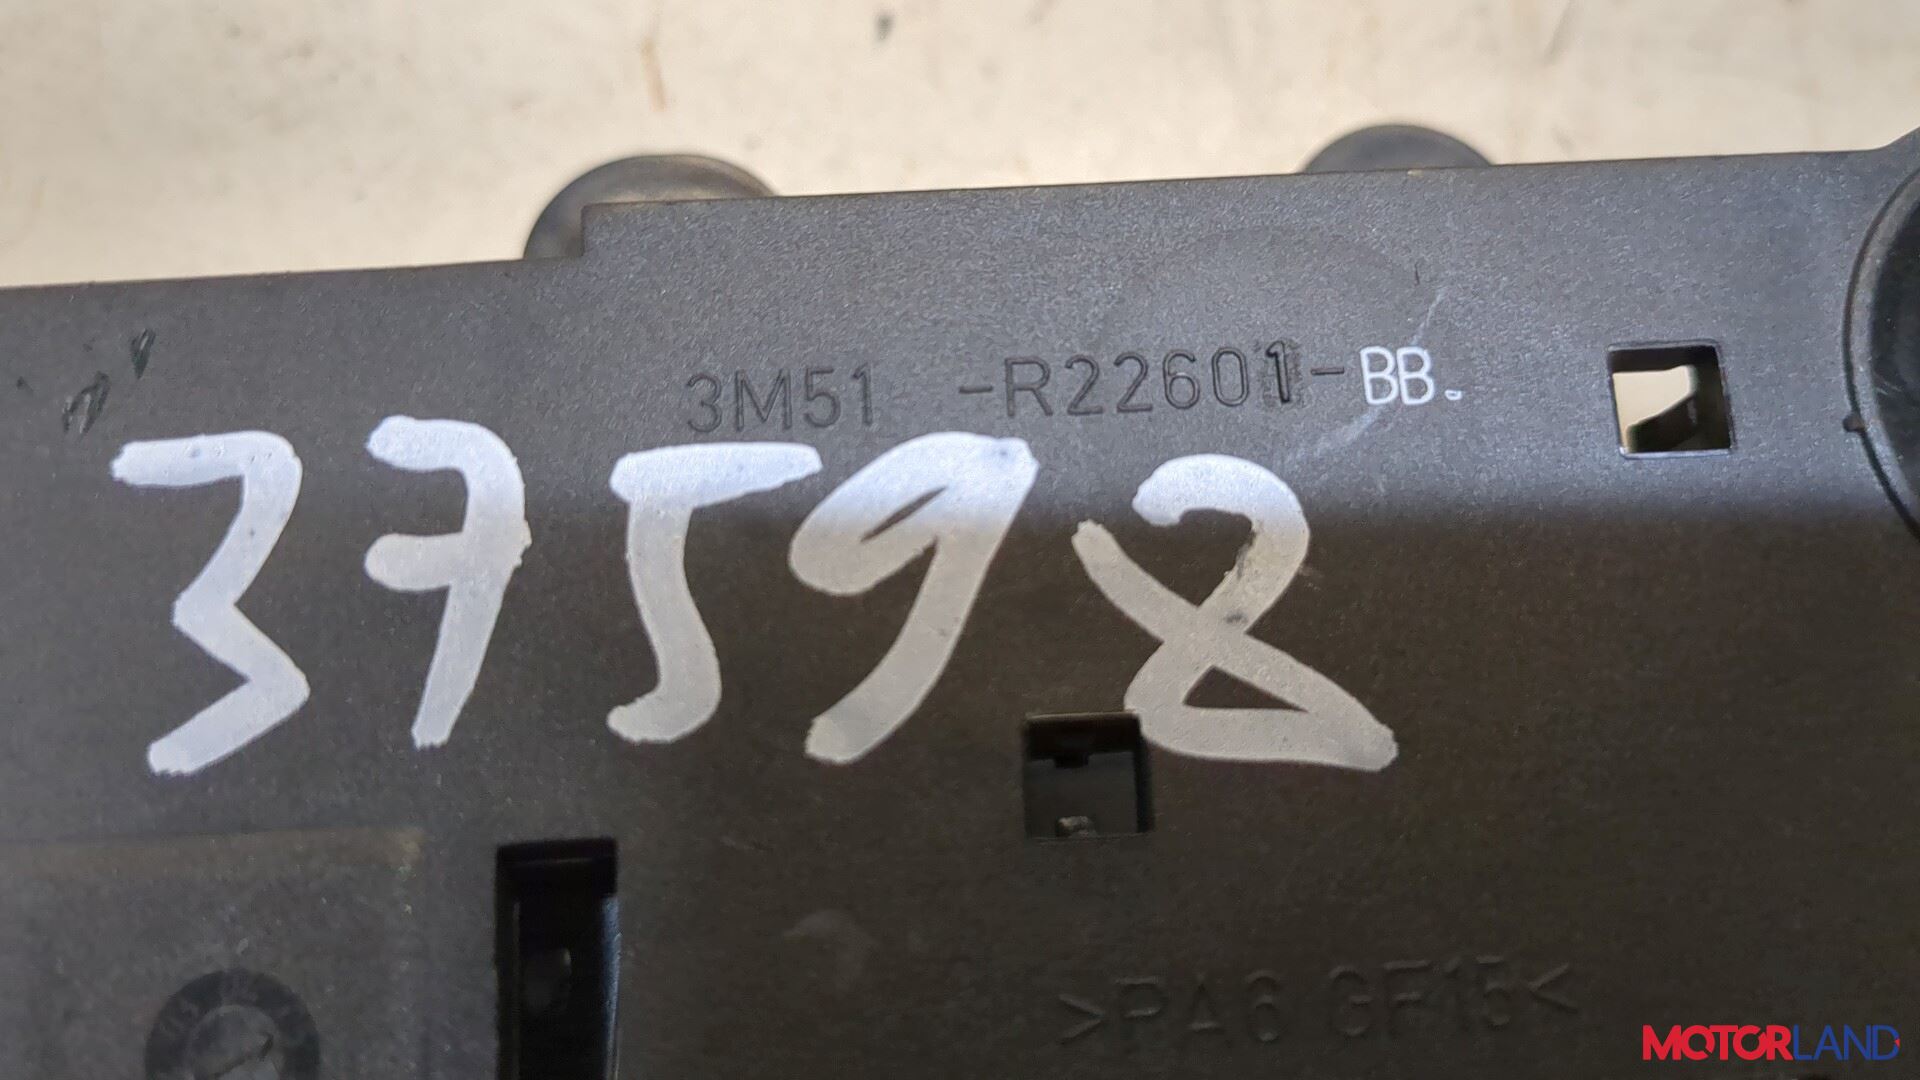 3M51 -R22601-BB.
37598
>PA6 GF15<
MOTORLAND